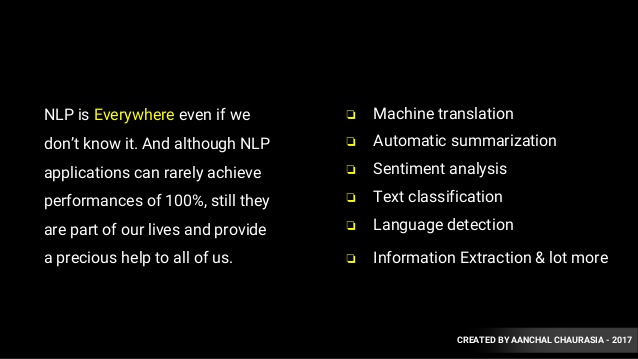 NLP is Everywhere even if we
don’t know it. And although NLP
applications can rarely achieve
performances of 100%, still they
are part of our lives and provide
a precious help to all of us.
❏ Machine translation
❏ Automatic summarization
❏ Sentiment analysis
❏ Text classification
❏ Language detection
❏ Information Extraction & lot more
CREATED BY AANCHAL CHAURASIA - 2017